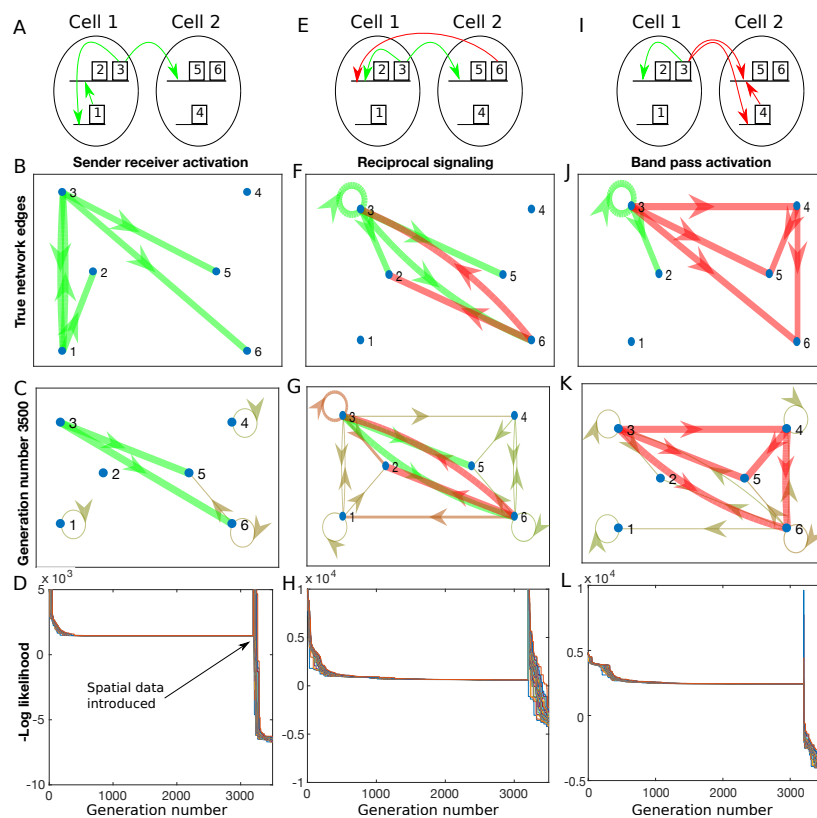 A
Cell 1
Cell 2
2
3
5
6
1
4
E
Cell 1
Cell 2
2
3
5
6
1
4
I
Cell 1
Cell 2
2
3
5
6
1
4
Sender receiver activation
Reciprocal signaling
Band pass activation
B
True network edges
3
4
2
5
1
6
F
3
4
2
5
1
6
J
3
4
2
5
1
6
C
Generation number 3500
3
4
2
5
1
6
G
3
4
2
5
1
6
K
3
4
2
5
1
6
D
x 10³
-Log likelihood
5
0
-5
-10
Spatial data
introduced
0
1000
2000
3000
Generation number
H
x 10⁴
1
0.5
0
-0.5
-1
0
1000
2000
3000
Generation number
L
x 10⁴
1
0.5
0
-0.5
0
1000
2000
3000
Generation number